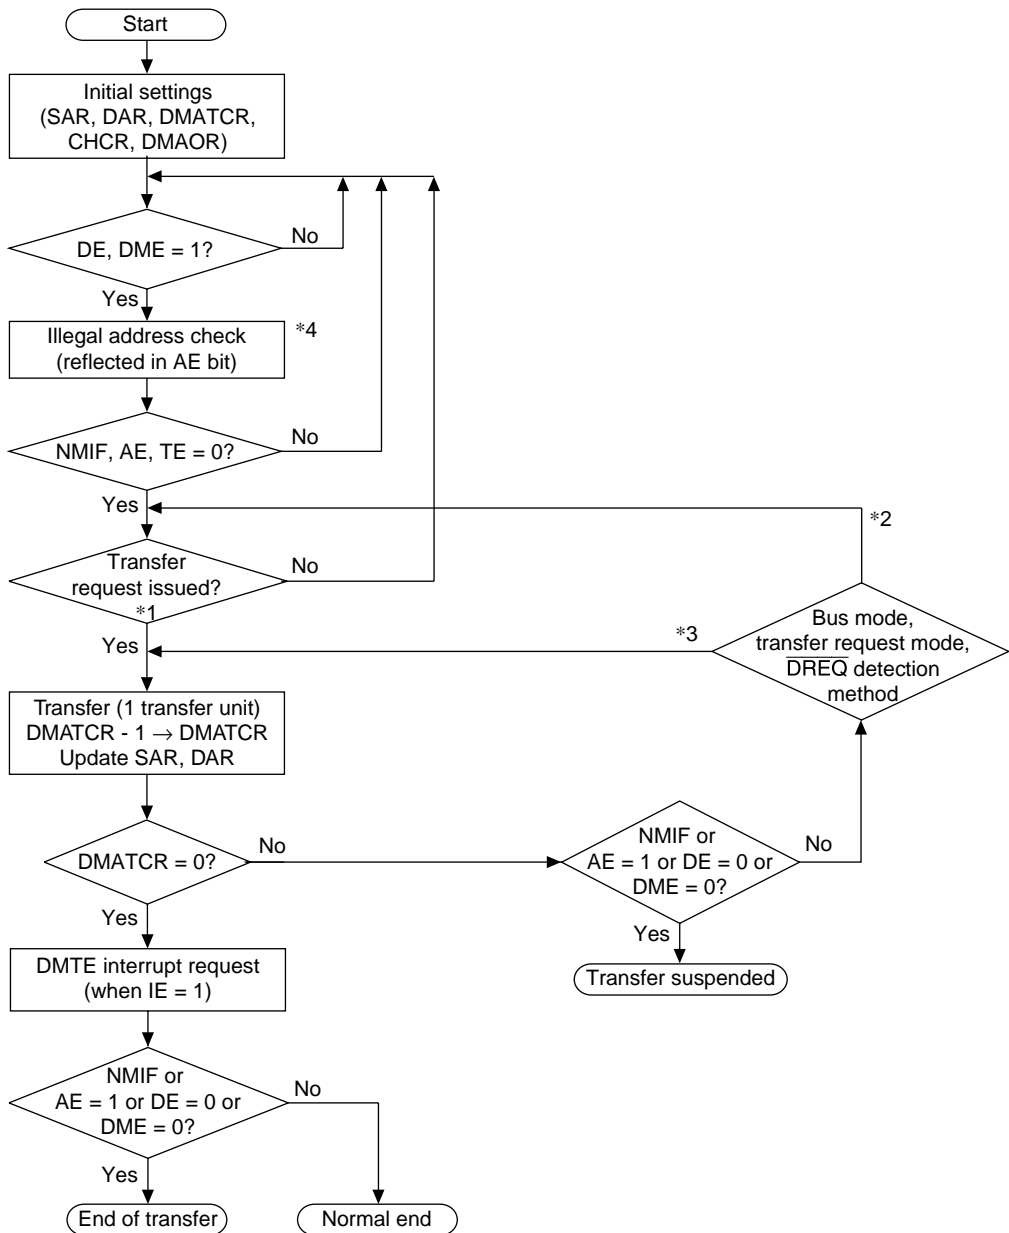 Start
Initial settings
(SAR, DAR, DMATCR,
CHCR, DMAOR)
DE, DME = 1?
No
Yes
Illegal address check
(reflected in AE bit)
*4
NMIF, AE, TE = 0?
No
Yes
*2
Transfer
request issued?
*1
No
Bus mode,
transfer request mode,
DREQ detection
method
Yes
*3
Transfer (1 transfer unit)
DMATCR - 1 → DMATCR
Update SAR, DAR
DMATCR = 0?
No
NMIF or
AE = 1 or DE = 0 or
DME = 0?
No
Yes
Yes
Transfer suspended
DMTE interrupt request
(when IE = 1)
NMIF or
AE = 1 or DE = 0 or
DME = 0?
No
Yes
End of transfer
Normal end